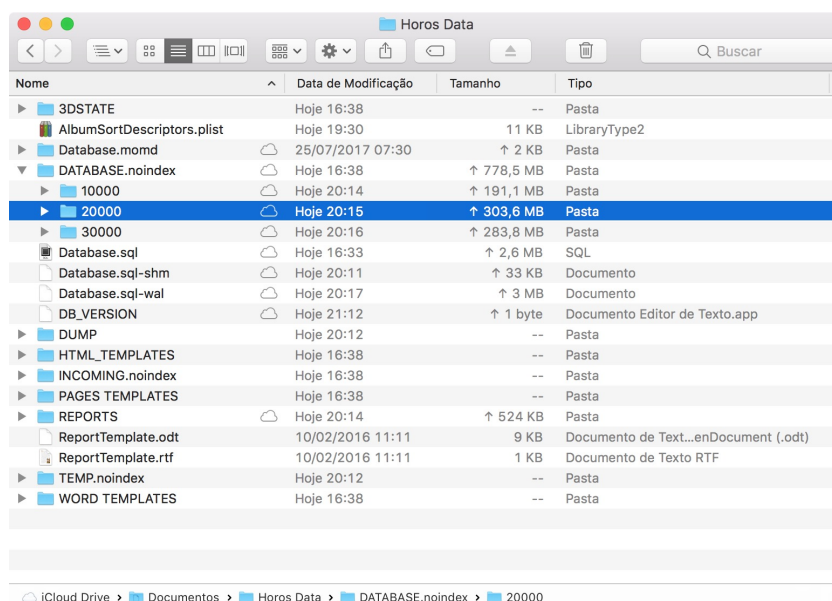 Horos Data
Buscar
Nome Data de Modificação Tamanho Tipo
3DSTATE Hoje 16:38 -- Pasta
AlbumSortDescriptors.plist Hoje 19:30 11 KB LibraryType2
Database.momd 25/07/2017 07:30 ↑ 2 KB Pasta
DATABASE.noindex Hoje 16:38 ↑ 778,5 MB Pasta
10000 Hoje 20:14 ↑ 191,1 MB Pasta
20000 Hoje 20:15 ↑ 303,6 MB Pasta
30000 Hoje 20:16 ↑ 283,8 MB Pasta
Database.sql Hoje 16:33 ↑ 2,6 MB SQL
Database.sql-shm Hoje 20:11 ↑ 33 KB Documento
Database.sql-wal Hoje 20:17 ↑ 3 MB Documento
DB_VERSION Hoje 21:12 ↑ 1 byte Documento Editor de Texto.app
DUMP Hoje 20:12 -- Pasta
HTML_TEMPLATES Hoje 16:38 -- Pasta
INCOMING.noindex Hoje 16:38 -- Pasta
PAGES TEMPLATES Hoje 16:38 -- Pasta
REPORTS Hoje 20:14 ↑ 524 KB Pasta
ReportTemplate.odt 10/02/2016 11:11 9 KB Documento de Text...enDocument (.odt)
ReportTemplate.rtf 10/02/2016 11:11 1 KB Documento de Texto RTF
TEMP.noindex Hoje 20:12 -- Pasta
WORD TEMPLATES Hoje 16:38 -- Pasta
iCloud Drive › Documentos › Horos Data › DATABASE.noindex › 20000